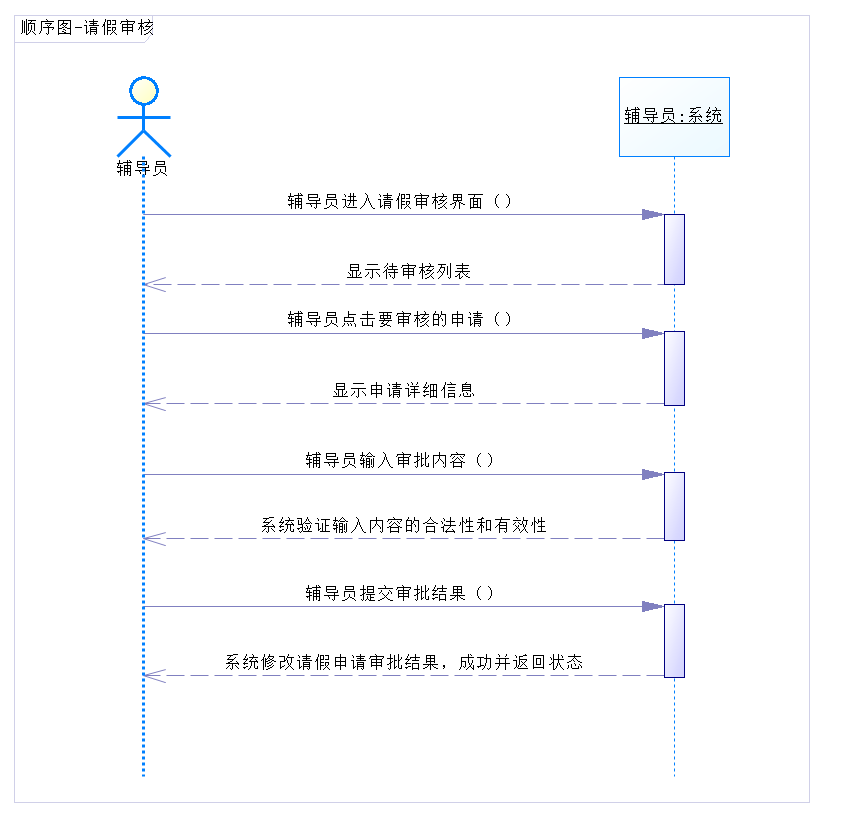 顺序图-请假审核
辅导员:系统
辅导员
辅导员进入请假审核界面（）
显示待审核列表
辅导员点击要审核的申请（）
显示申请详细信息
辅导员输入审批内容（）
系统验证输入内容的合法性和有效性
辅导员提交审批结果（）
系统修改请假申请审批结果，成功并返回状态